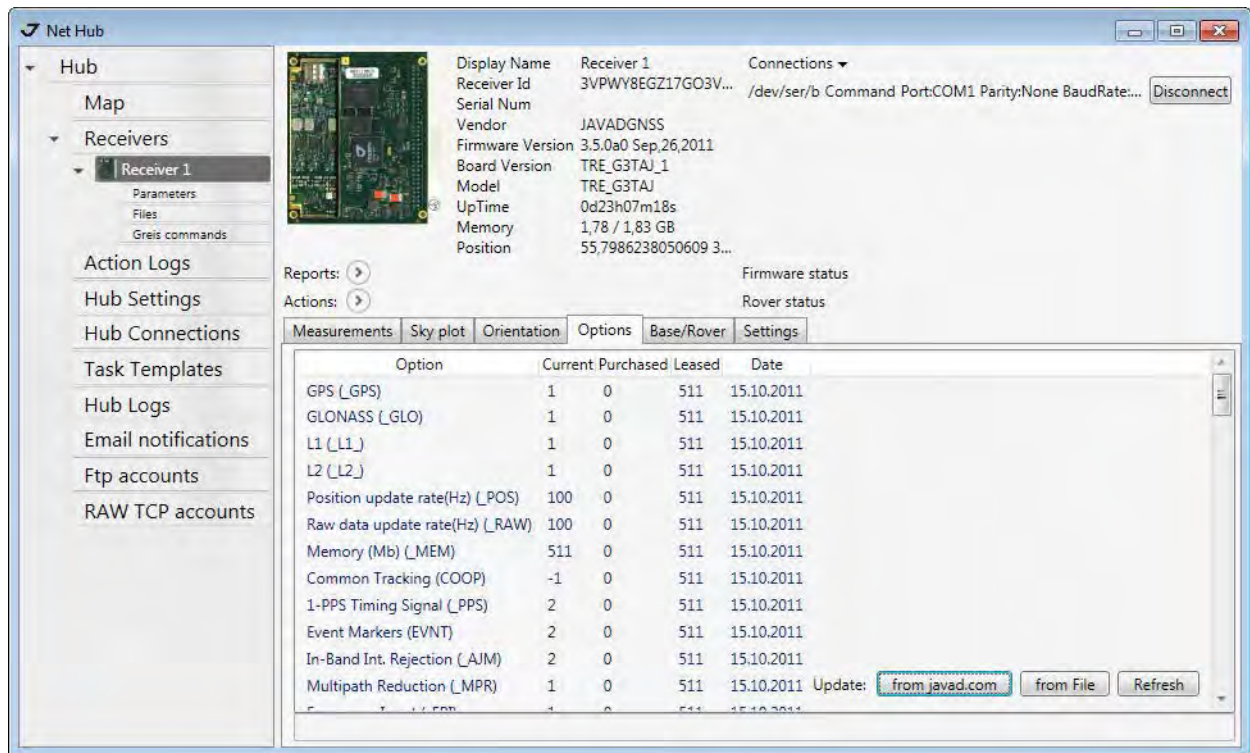 Net Hub
Hub
Map
Receivers
Receiver 1
Parameters
Files
Greis commands
Action Logs
Hub Settings
Hub Connections
Task Templates
Hub Logs
Email notifications
Ftp accounts
RAW TCP accounts
Display Name Receiver 1
Receiver Id 3VPWY8EGZ17GO3V...
Serial Num
Vendor JAVADGNSS
Firmware Version 3.5.0a0 Sep,26,2011
Board Version TRE_G3TAJ_1
Model TRE_G3TAJ
UpTime 0d23h07m18s
Memory 1,78 / 1,83 GB
Position 55,7986238050609 3...
Connections
/dev/ser/b Command Port:COM1 Parity:None BaudRate:... Disconnect
Reports: Firmware status
Actions: Rover status
Measurements Sky plot Orientation Options Base/Rover Settings
Option Current Purchased Leased Date
GPS (_GPS) 1 0 511 15.10.2011
GLONASS (_GLO) 1 0 511 15.10.2011
L1 (_L1_) 1 0 511 15.10.2011
L2 (_L2_) 1 0 511 15.10.2011
Position update rate(Hz) (_POS) 100 0 511 15.10.2011
Raw data update rate(Hz) (_RAW) 100 0 511 15.10.2011
Memory (Mb) (_MEM) 511 0 511 15.10.2011
Common Tracking (COOP) -1 0 511 15.10.2011
1-PPS Timing Signal (_PPS) 2 0 511 15.10.2011
Event Markers (EVNT) 2 0 511 15.10.2011
In-Band Int. Rejection (_AJM) 2 0 511 15.10.2011
Multipath Reduction (_MPR) 1 0 511 15.10.2011 Update: from javad.com from File Refresh